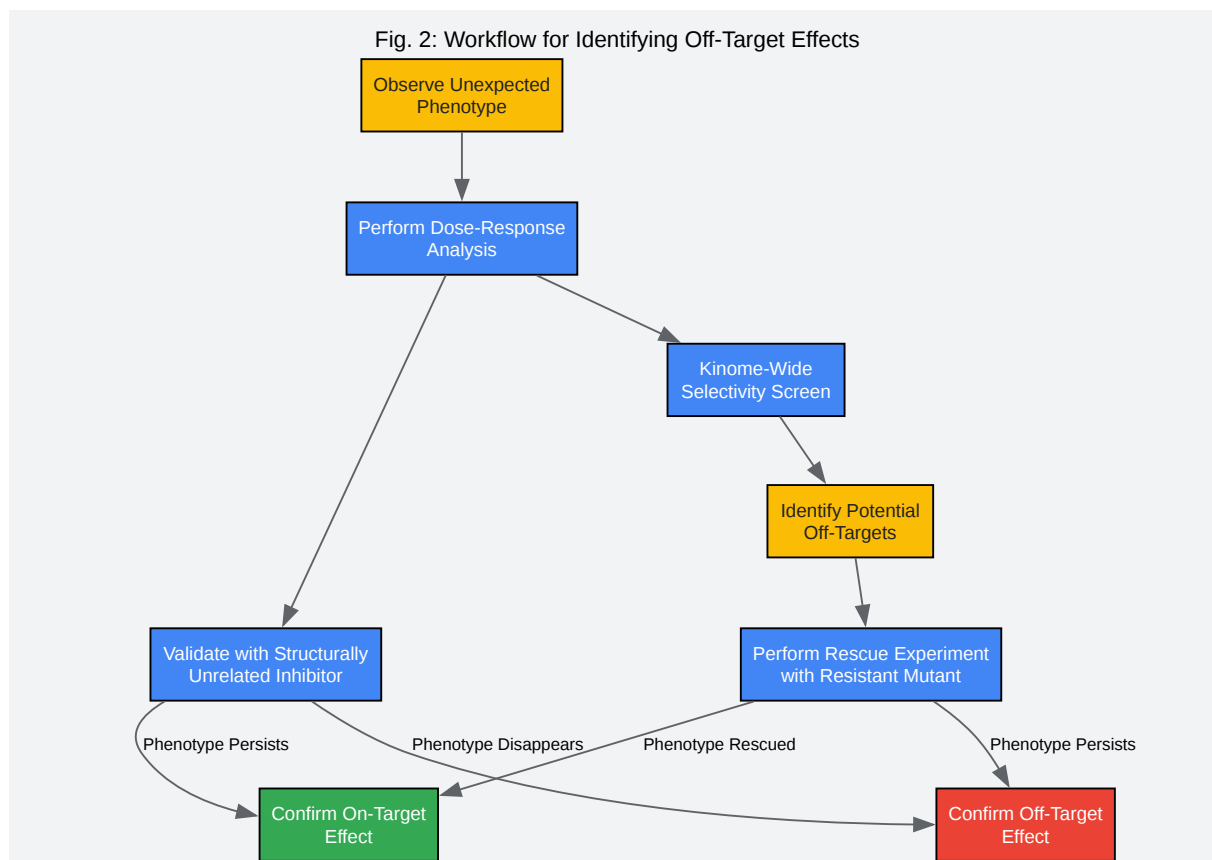 Fig. 2: Workflow for Identifying Off-Target Effects
Observe Unexpected
Phenotype
Perform Dose-Response
Analysis
Kinome-Wide
Selectivity Screen
Identify Potential
Off-Targets
Validate with Structurally
Unrelated Inhibitor
Perform Rescue Experiment
with Resistant Mutant
Phenotype Persists
Phenotype Disappears
Phenotype Rescued
Phenotype Persists
Confirm On-Target
Effect
Confirm Off-Target
Effect